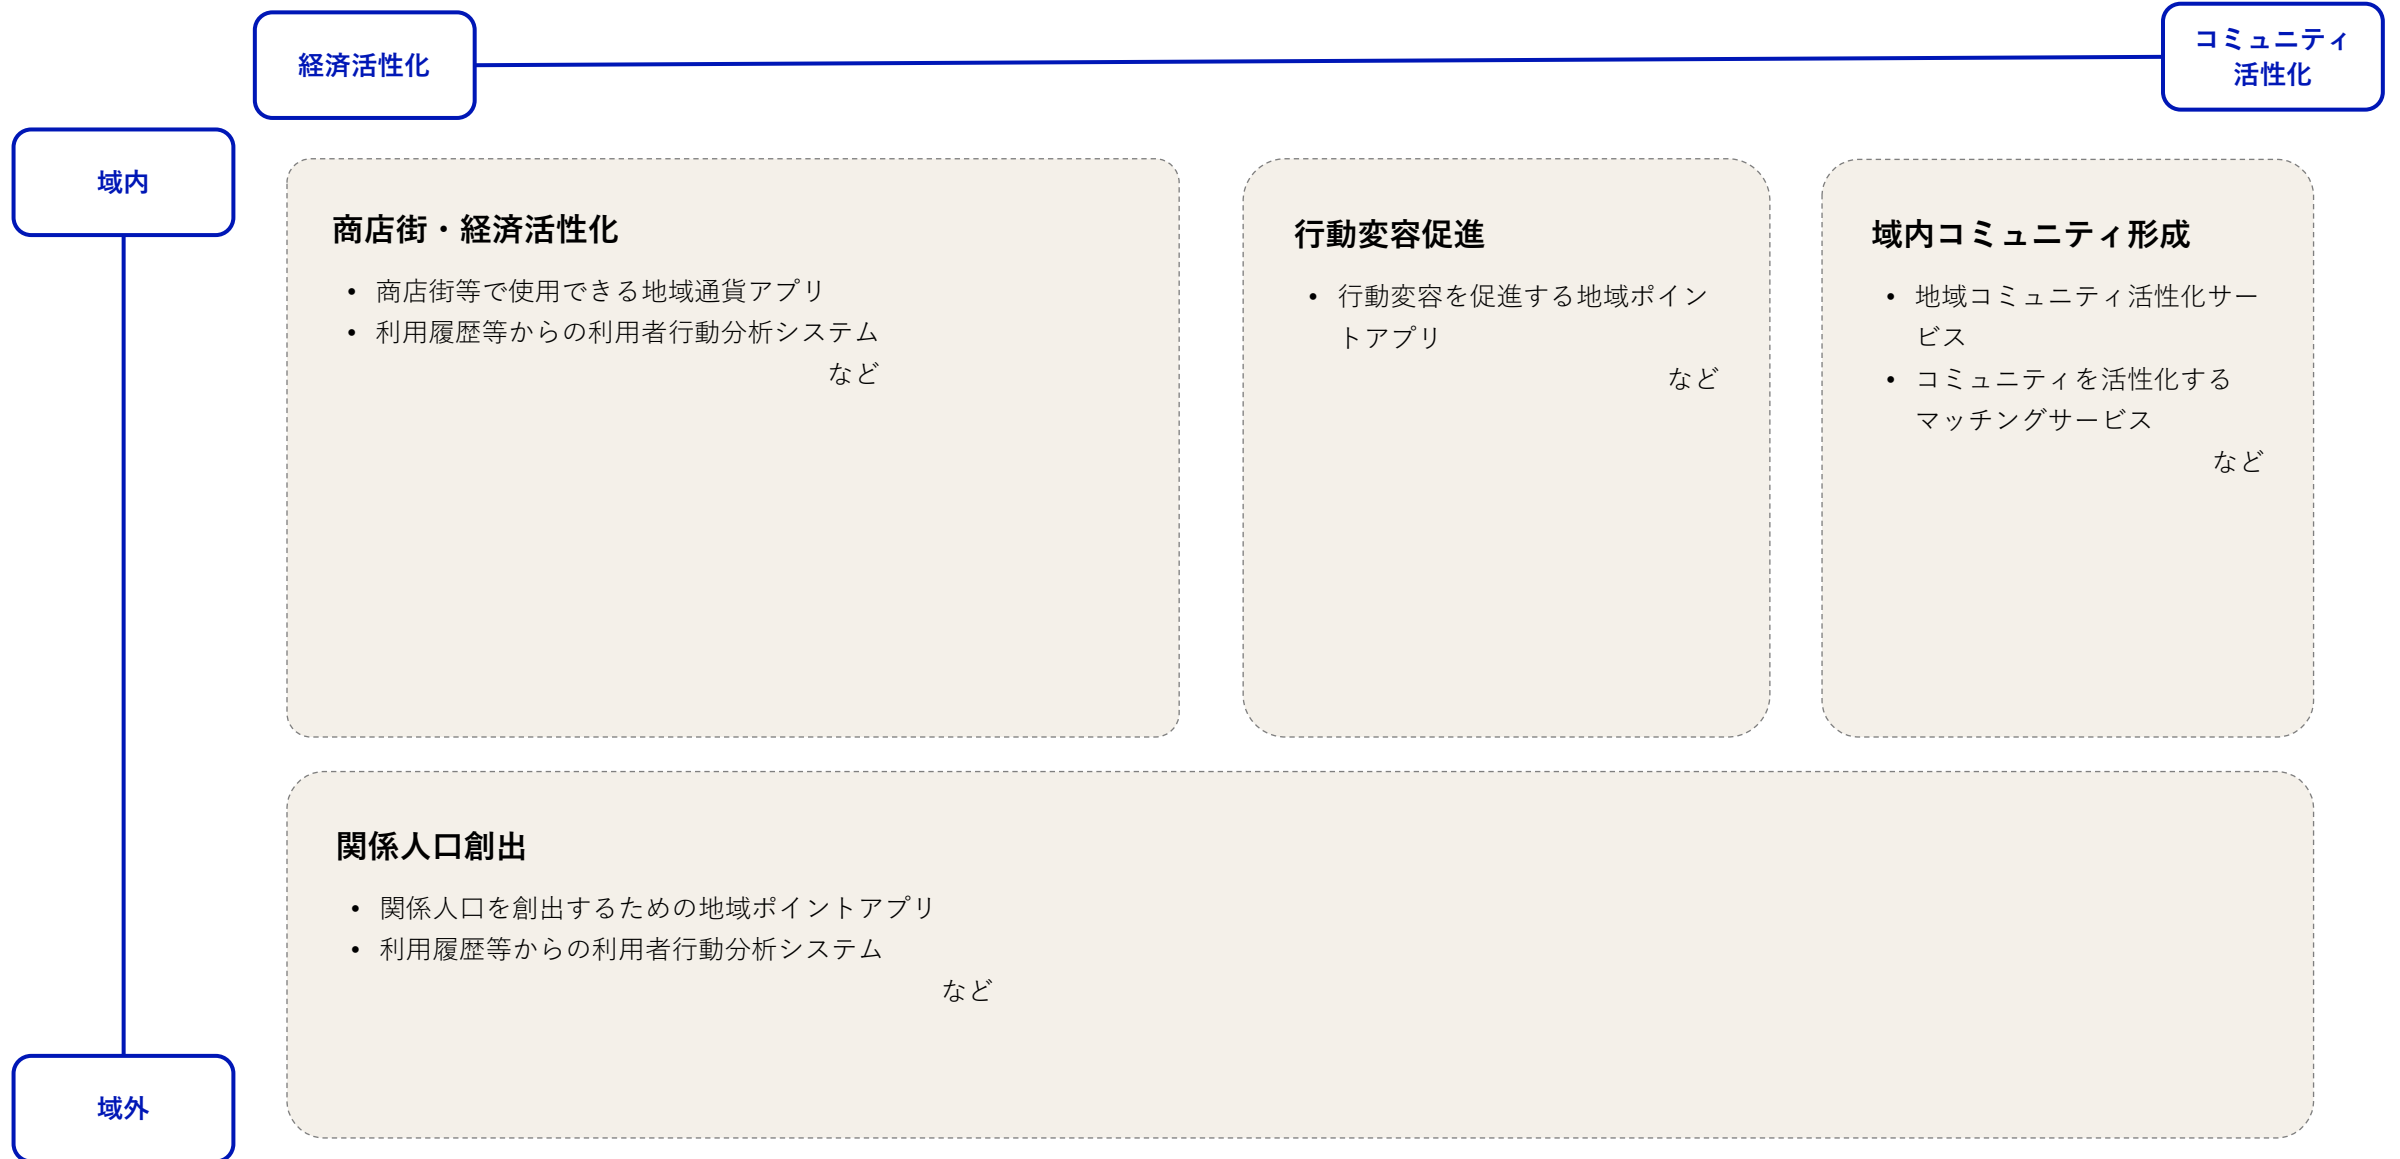 経済活性化
コミュニティ
活性化
域内
商店街・経済活性化
• 商店街等で使用できる地域通貨アプリ
• 利用履歴等からの利用者行動分析システム
など
行動変容促進
• 行動変容を促進する地域ポイン
トアプリ
など
域内コミュニティ形成
• 地域コミュニティ活性化サー
ビス
• コミュニティを活性化する
マッチングサービス
など
関係人口創出
• 関係人口を創出するための地域ポイントアプリ
• 利用履歴等からの利用者行動分析システム
など
域外